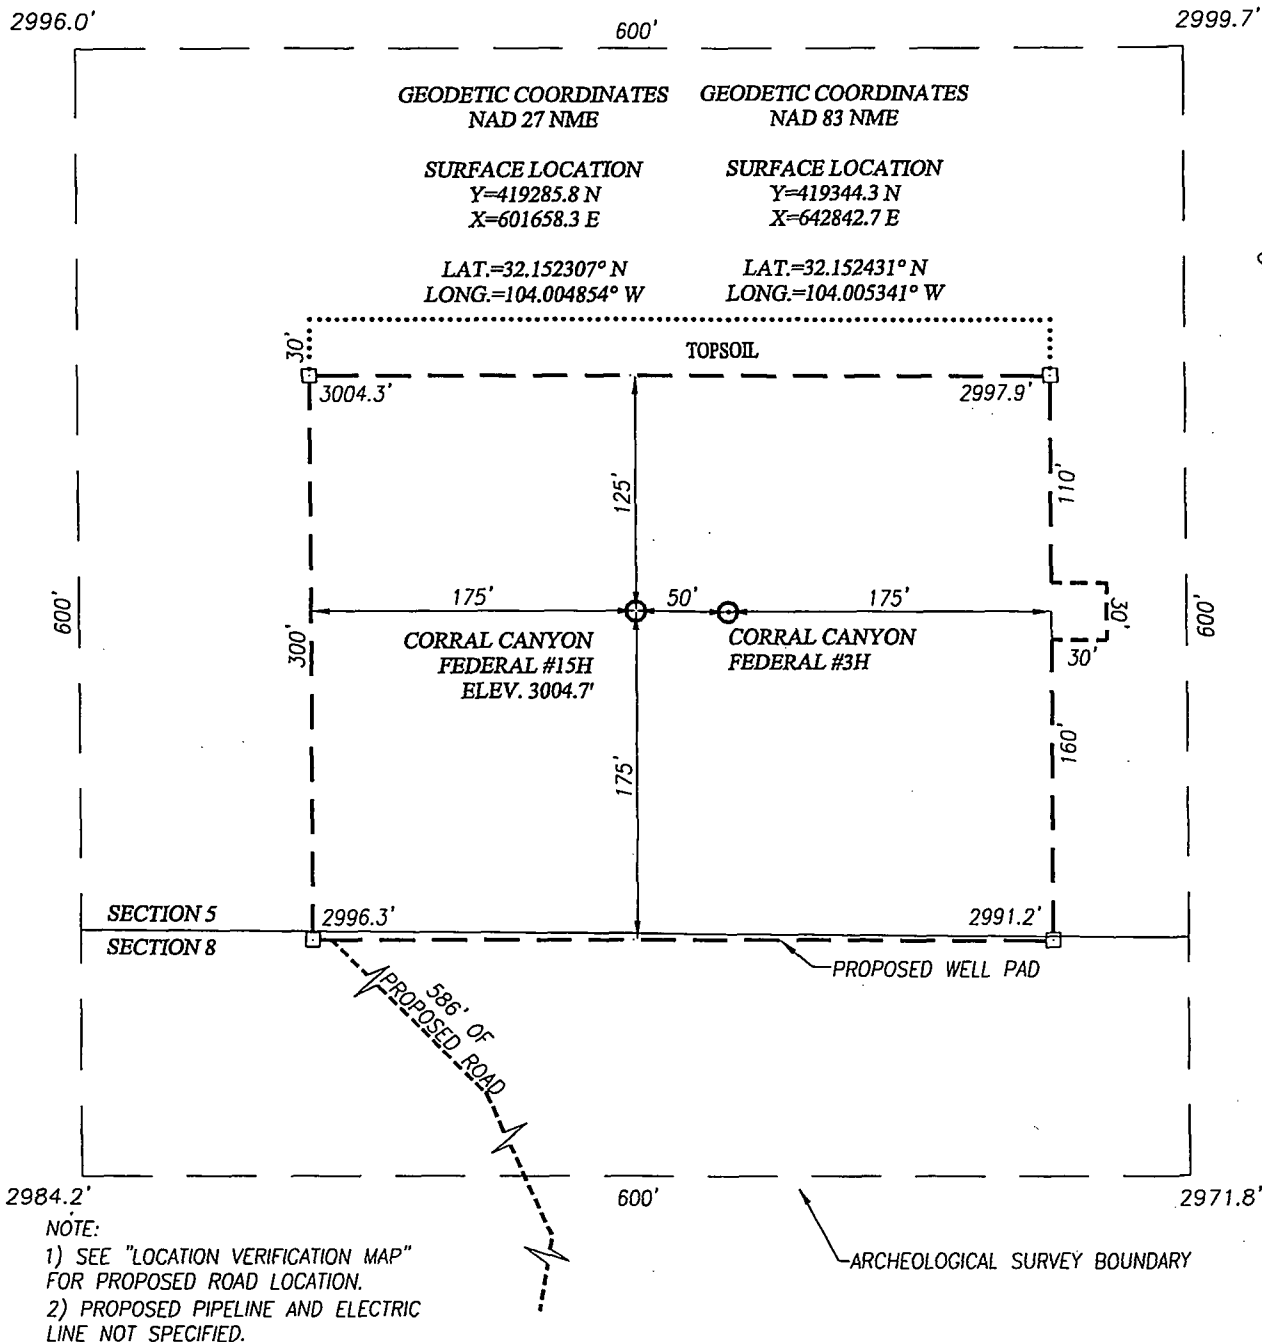 2996.0'
600'
2999.7'
GEODETIC COORDINATES
NAD 27 NME
SURFACE LOCATION
Y=419285.8 N
X=601658.3 E
LAT.=32.152307° N
LONG.=104.004854° W
GEODETIC COORDINATES
NAD 83 NME
SURFACE LOCATION
Y=419344.3 N
X=642842.7 E
LAT.=32.152431° N
LONG.=104.005341° W
30'
TOPSOIL
3004.3'
2997.9'
125'
110'
600'
300'
175'
50'
175'
30'
30'
600'
CORRAL CANYON
FEDERAL #15H
ELEV. 3004.7'
CORRAL CANYON
FEDERAL #3H
175'
160'
SECTION 5
SECTION 8
2996.3'
2991.2'
PROPOSED WELL PAD
586' OF
PROPOSED ROAD
2984.2'
600'
2971.8'
ARCHEOLOGICAL SURVEY BOUNDARY
NOTE:
1) SEE "LOCATION VERIFICATION MAP"
FOR PROPOSED ROAD LOCATION.
2) PROPOSED PIPELINE AND ELECTRIC
LINE NOT SPECIFIED.